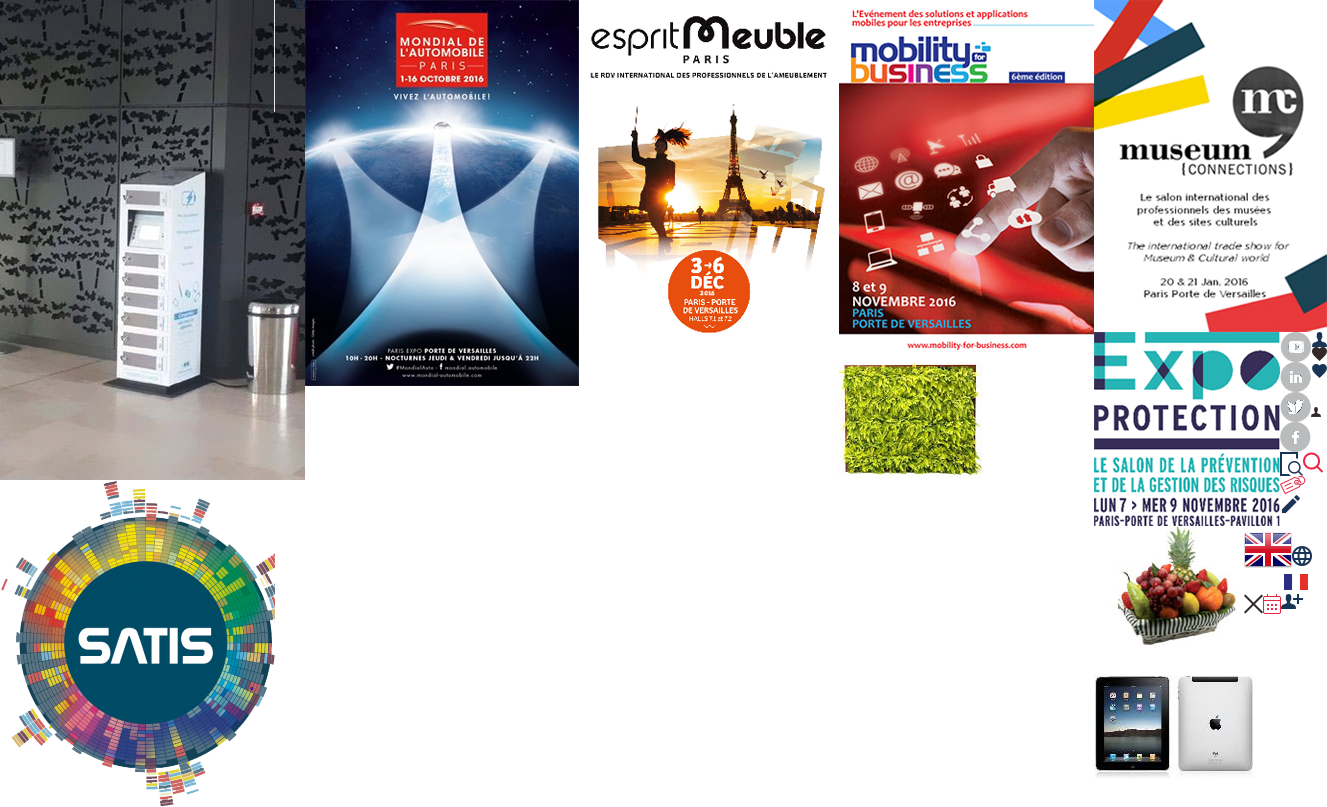 MONDIAL DE
L'AUTOMOBILE
PARIS
1-16 OCTOBRE 2016
VIVEZ L'AUTOMOBILE!
PARIS EXPO PORTE DE VERSAILLES
10H - 20H - NOCTURNES JEUDI & VENDREDI JUSQU'À 22H
#MondialAuto - mondial.automobile
www.mondial-automobile.com
esprit Meuble
PARIS
LE RDV INTERNATIONAL DES PROFESSIONNELS DE L'AMEUBLEMENT
3→6
DÉC
2016
PARIS - PORTE
DE VERSAILLES
HALLS 7.1 et 7.2
L'Evénement des solutions et applications
mobiles pour les entreprises
mobility for
business
6ème édition
8 et 9
NOVEMBRE 2016
PARIS
PORTE DE VERSAILLES
www.mobility-for-business.com
mc
museum
{CONNECTIONS}
Le salon international des
professionnels des musées
et des sites culturels
The international trade show for
Museum & Cultural world
20 & 21 Jan. 2016
Paris Porte de Versailles
Expo
PROTECTION
LE SALON DE LA PRÉVENTION
ET DE LA GESTION DES RISQUES
LUN 7 > MER 9 NOVEMBRE 2016
PARIS-PORTE DE VERSAILLES-PAVILLON 1
SATIS